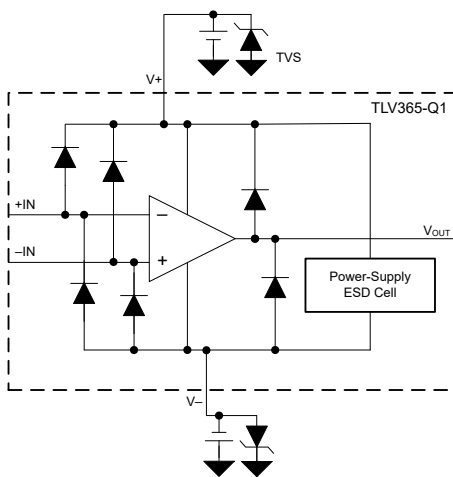 TVS
V+
TLV365-Q1
+IN
−
–IN
+
VOUT
Power-Supply
ESD Cell
V–